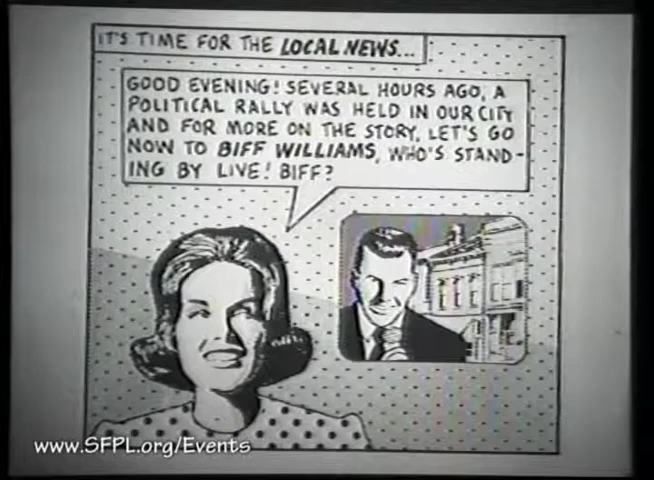 IT'S TIME FOR THE LOCAL NEWS...
GOOD EVENING! SEVERAL HOURS AGO, A
POLITICAL RALLY WAS HELD IN OUR CITY
AND FOR MORE ON THE STORY, LET'S GO
NOW TO BIFF WILLIAMS, WHO'S STAND-
ING BY LIVE! BIFF?
www.SFPL.org/Events